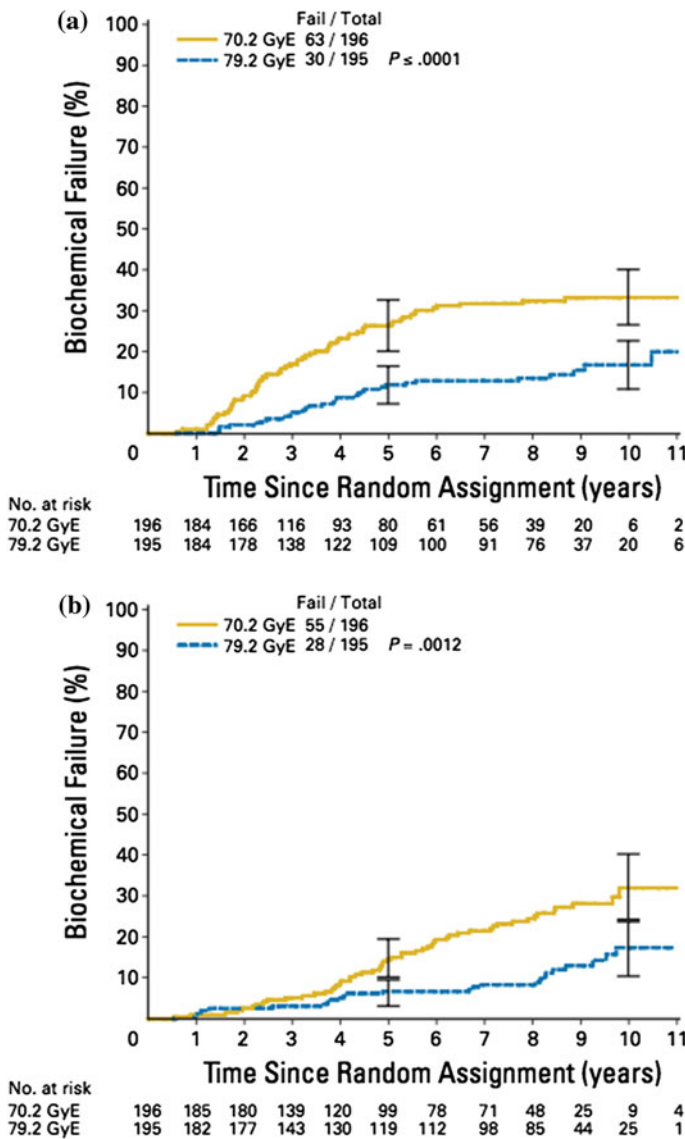 (a)
Fail / Total
70.2 GyE 63 / 196
79.2 GyE 30 / 195 P ≤ .0001
Biochemical Failure (%)
100
90
80
70
60
50
40
30
20
10
0 1 2 3 4 5 6 7 8 9 10 11
Time Since Random Assignment (years)
No. at risk
70.2 GyE 196 184 166 116 93 80 61 56 39 20 6 2
79.2 GyE 195 184 178 138 122 109 100 91 76 37 20 6
(b)
Fail / Total
70.2 GyE 55 / 196
79.2 GyE 28 / 195 P = .0012
Biochemical Failure (%)
100
90
80
70
60
50
40
30
20
10
0 1 2 3 4 5 6 7 8 9 10 11
Time Since Random Assignment (years)
No. at risk
70.2 GyE 196 185 180 139 120 99 78 71 48 25 9 4
79.2 GyE 195 182 177 143 130 119 112 98 85 44 25 1